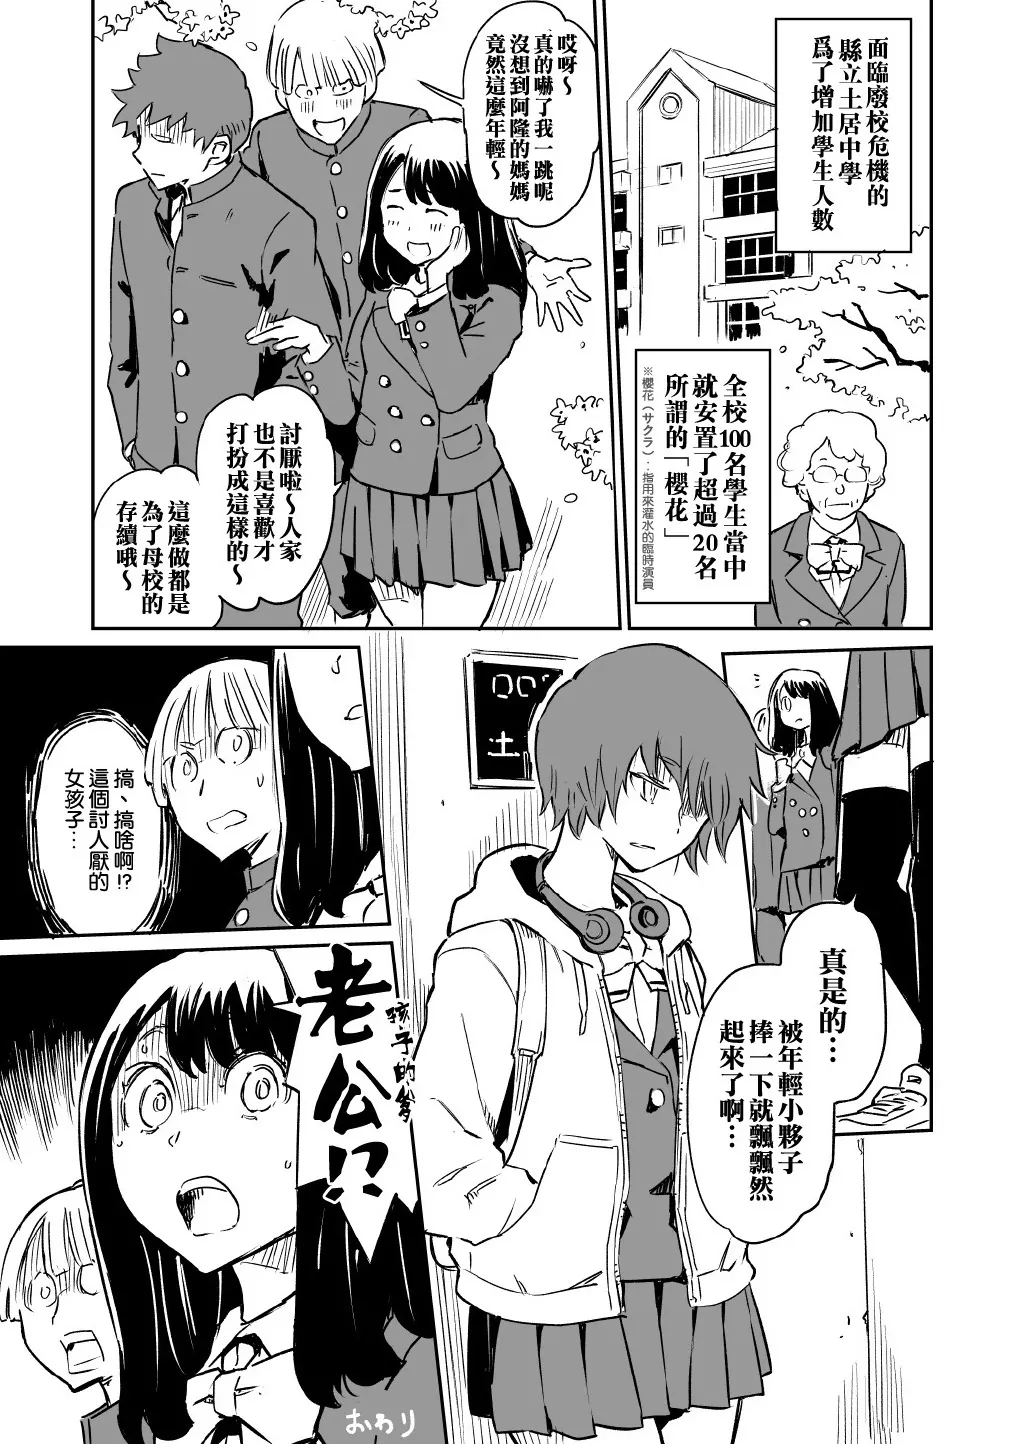 面臨廢校危機的
縣立土居中學
爲了增加學生人數
全校100名學生當中
就安置了超過20名
所謂的「櫻花」
※櫻花（サクラ）：指用來灌水的臨時演員
哎呀～
真的嚇了我一跳呢
沒想到阿隆的媽媽
竟然這麼年輕～
討厭啦～人家
也不是喜歡才
打扮成這樣的～
這麼做都是
為了母校的
存續哦～
真是的…
被年輕小夥子
捧一下就飄飄然
起來了啊…
土
搞、搞啥啊!?
這個討人厭的
女孩子…
孩子的爹
老公!?
おわり